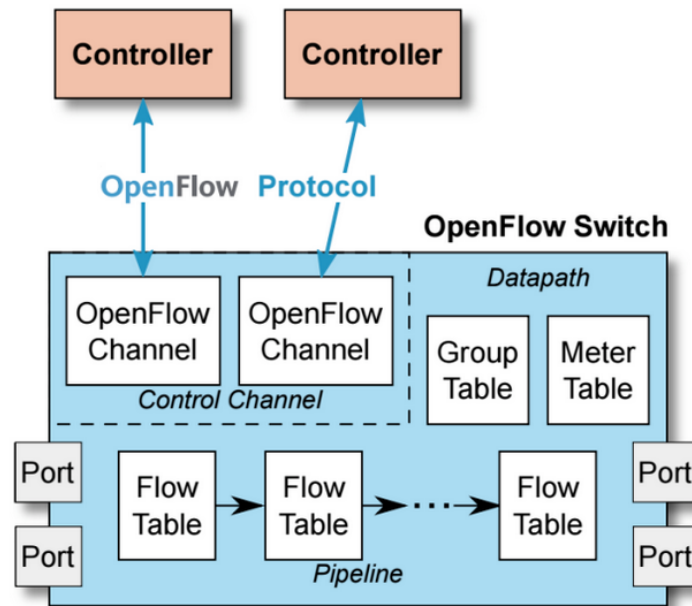 Controller
Controller
OpenFlow
Protocol
OpenFlow Switch
OpenFlow
Channel
OpenFlow
Channel
Control Channel
Datapath
Group
Table
Meter
Table
Port
Port
Flow
Table
Flow
Table
...
Flow
Table
Pipeline
Port
Port